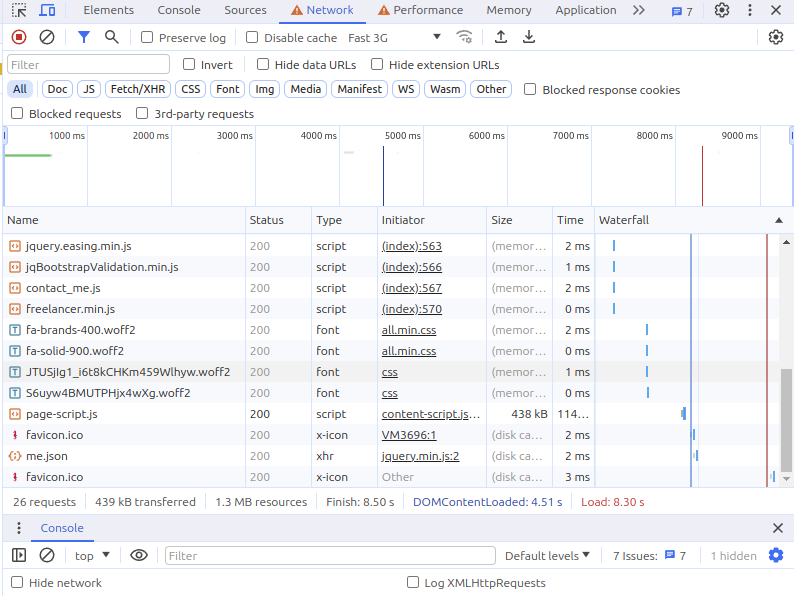 Elements Console Sources Network Performance Memory Application 7
Preserve log Disable cache Fast 3G
Filter Invert Hide data URLs Hide extension URLs
All Doc JS Fetch/XHR CSS Font Img Media Manifest WS Wasm Other Blocked response cookies
Blocked requests 3rd-party requests
1000 ms 2000 ms 3000 ms 4000 ms 5000 ms 6000 ms 7000 ms 8000 ms 9000 ms
Name Status Type Initiator Size Time Waterfall
jquery.easing.min.js 200 script (index):563 (memor... 2 ms
jqBootstrapValidation.min.js 200 script (index):566 (memor... 1 ms
contact_me.js 200 script (index):567 (memor... 2 ms
freelancer.min.js 200 script (index):570 (memor... 0 ms
fa-brands-400.woff2 200 font all.min.css (memor... 2 ms
fa-solid-900.woff2 200 font all.min.css (memor... 0 ms
JTUSjIg1_i6t8kCHKm459Wlhyw.woff2 200 font css (memor... 1 ms
S6uyw4BMUTPHjx4wXg.woff2 200 font css (memor... 0 ms
page-script.js 200 script content-script.js... 438 kB 114...
favicon.ico 200 x-icon VM3696:1 (disk ca... 2 ms
me.json 200 xhr jquery.min.js:2 (disk ca... 2 ms
favicon.ico 200 x-icon Other (disk ca... 3 ms
26 requests 439 kB transferred 1.3 MB resources Finish: 8.50 s DOMContentLoaded: 4.51 s Load: 8.30 s
Console
top Filter Default levels 7 Issues: 7 1 hidden
Hide network Log XMLHttpRequests